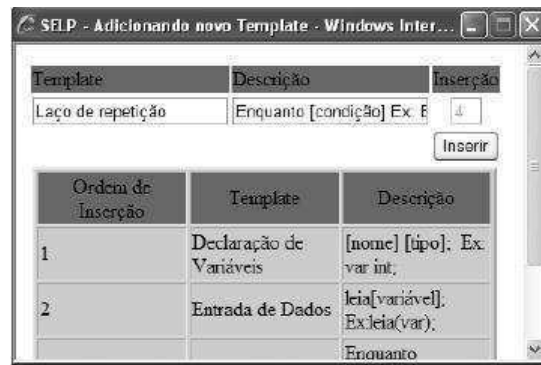 SELP - Adicionando novo Template - Windows Inter...
Template Descrição Inserção
Laço de repetição Enquanto [condição] Ex: E 4
Inserir
Ordem de Inserção Template Descrição
1 Declaração de Variáveis [nome] [tipo]; Ex: var int;
2 Entrada de Dados leia[variável]; Ex:leia(var);
Enquanto